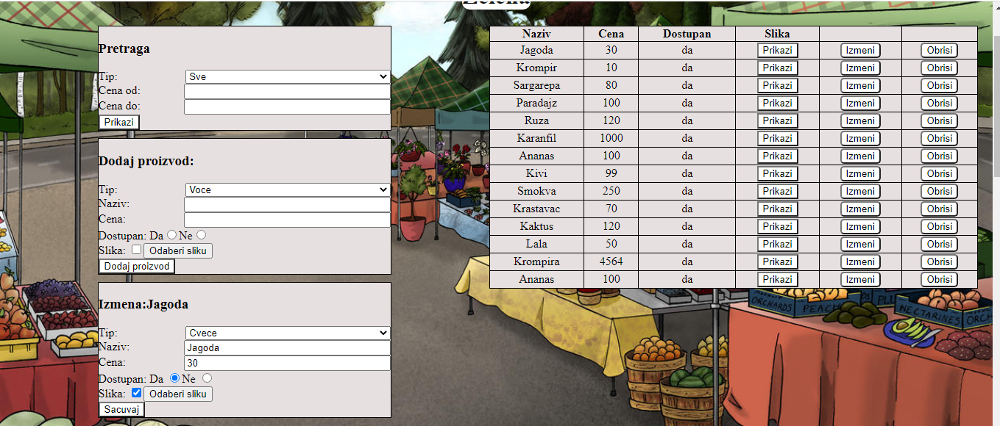 Zelena
Pretraga
Tip: Sve
Cena od:
Cena do:
Prikazi
Dodaj proizvod:
Tip: Voce
Naziv:
Cena:
Dostupan: Da Ne
Slika: Odaberi sliku
Dodaj proizvod
Izmena:Jagoda
Tip: Cvece
Naziv: Jagoda
Cena: 30
Dostupan: Da Ne
Slika: Odaberi sliku
Sacuvaj
Naziv Cena Dostupan Slika
Jagoda 30 da Prikazi Izmeni Obrisi
Krompir 10 da Prikazi Izmeni Obrisi
Sargarepa 80 da Prikazi Izmeni Obrisi
Paradajz 100 da Prikazi Izmeni Obrisi
Ruza 120 da Prikazi Izmeni Obrisi
Karanfil 1000 da Prikazi Izmeni Obrisi
Ananas 100 da Prikazi Izmeni Obrisi
Kivi 99 da Prikazi Izmeni Obrisi
Smokva 250 da Prikazi Izmeni Obrisi
Krastavac 70 da Prikazi Izmeni Obrisi
Kaktus 120 da Prikazi Izmeni Obrisi
Lala 50 da Prikazi Izmeni Obrisi
Krompira 4564 da Prikazi Izmeni Obrisi
Ananas 100 da Prikazi Izmeni Obrisi
ORCHARDS PEACH
NECTARINES